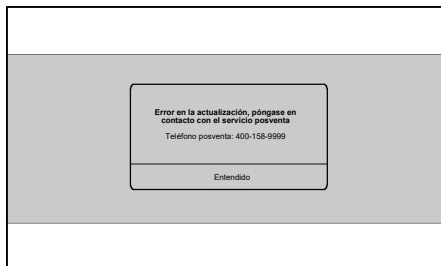 Error en la actualización, póngase en
contacto con el servicio posventa
Teléfono posventa: 400-158-9999
Entendido